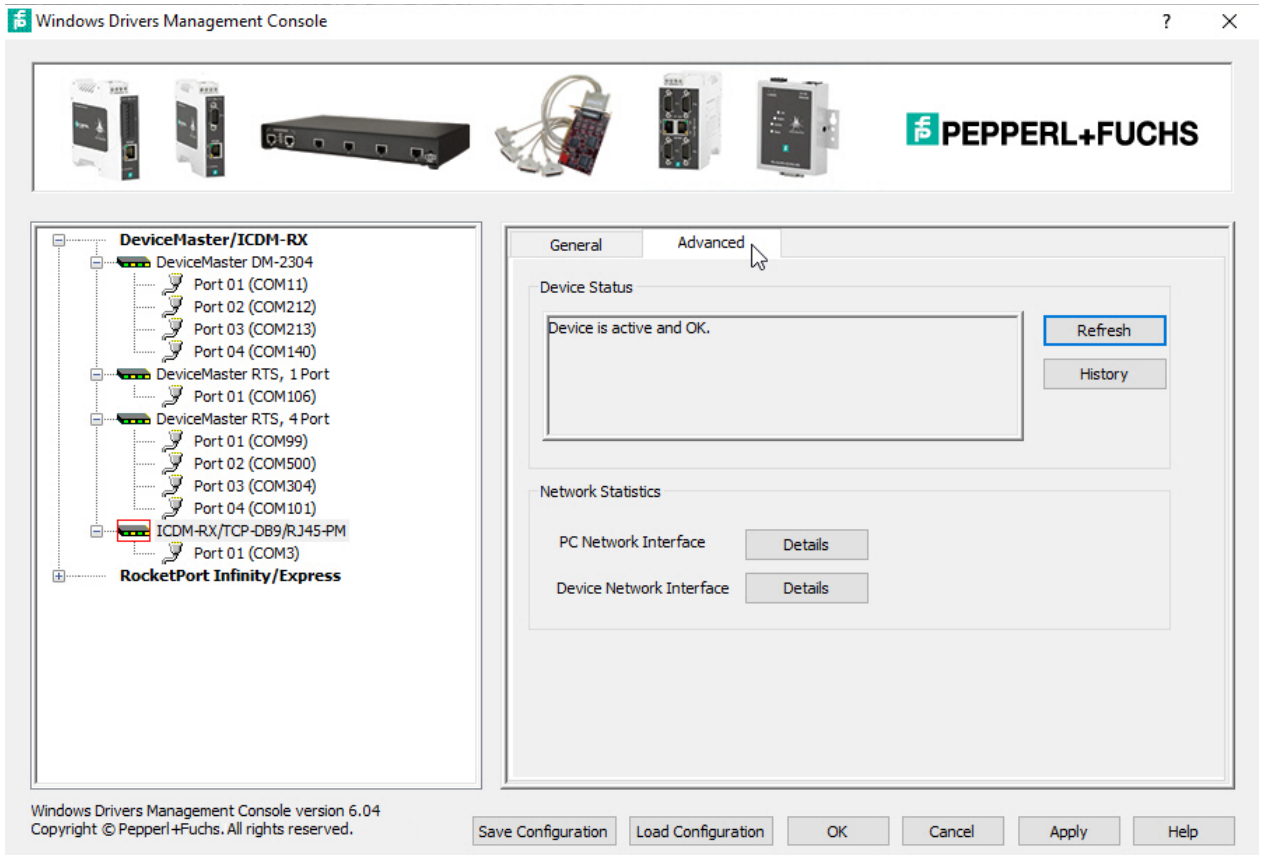 Windows Drivers Management Console
PEPPERL+FUCHS
DeviceMaster/ICDM-RX
DeviceMaster DM-2304
Port 01 (COM11)
Port 02 (COM212)
Port 03 (COM213)
Port 04 (COM140)
DeviceMaster RTS, 1 Port
Port 01 (COM106)
DeviceMaster RTS, 4 Port
Port 01 (COM99)
Port 02 (COM500)
Port 03 (COM304)
Port 04 (COM101)
ICDM-RX/TCP-DB9/RJ45-PM
Port 01 (COM3)
RocketPort Infinity/Express
General
Advanced
Device Status
Device is active and OK.
Refresh
History
Network Statistics
PC Network Interface
Details
Device Network Interface
Details
Windows Drivers Management Console version 6.04
Copyright © Pepperl+Fuchs. All rights reserved.
Save Configuration
Load Configuration
OK
Cancel
Apply
Help